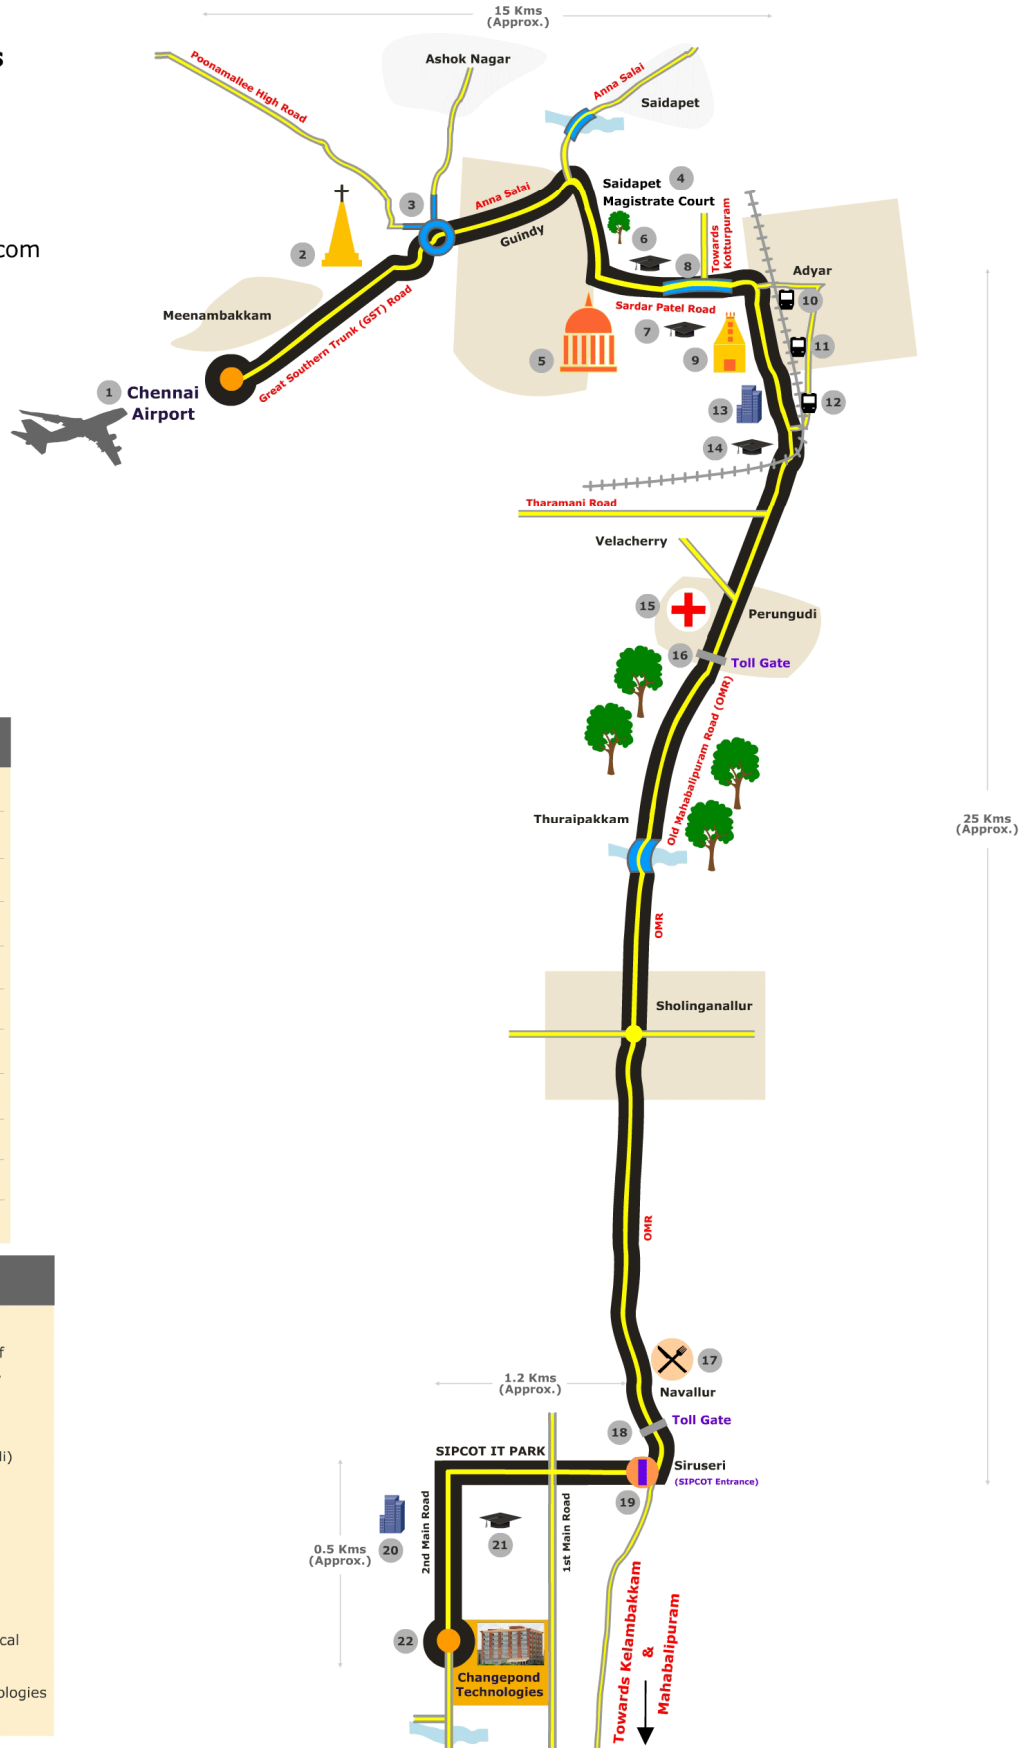 15 Kms
(Approx.)
s
Ashok Nagar
Poonamallee High Road
Anna Salai
Saidapet
4
Saidapet
Magistrate Court
3
Anna Salai
Guindy
com
2
6
8
Towards
Kotturpuram
Adyar
10
Meenambakkam
Great Southern Trunk (GST) Road
Sardar Patel Road
7
11
5
9
1
Chennai
Airport
12
13
14
Tharamani Road
Velacherry
15
Perungudi
16
Toll Gate
Old Mahabalipuram Road (OMR)
Thuraipakkam
25 Kms
(Approx.)
OMR
Sholinganallur
OMR
17
1.2 Kms
(Approx.)
Navallur
f
Toll Gate
18
SIPCOT IT PARK
li)
Siruseri
(SIPCOT Entrance)
19
2nd Main Road
1st Main Road
0.5 Kms
(Approx.)
20
21
22
cal
Changepond
Technologies
ologies
Towards Kelambakkam
&
Mahabalipuram